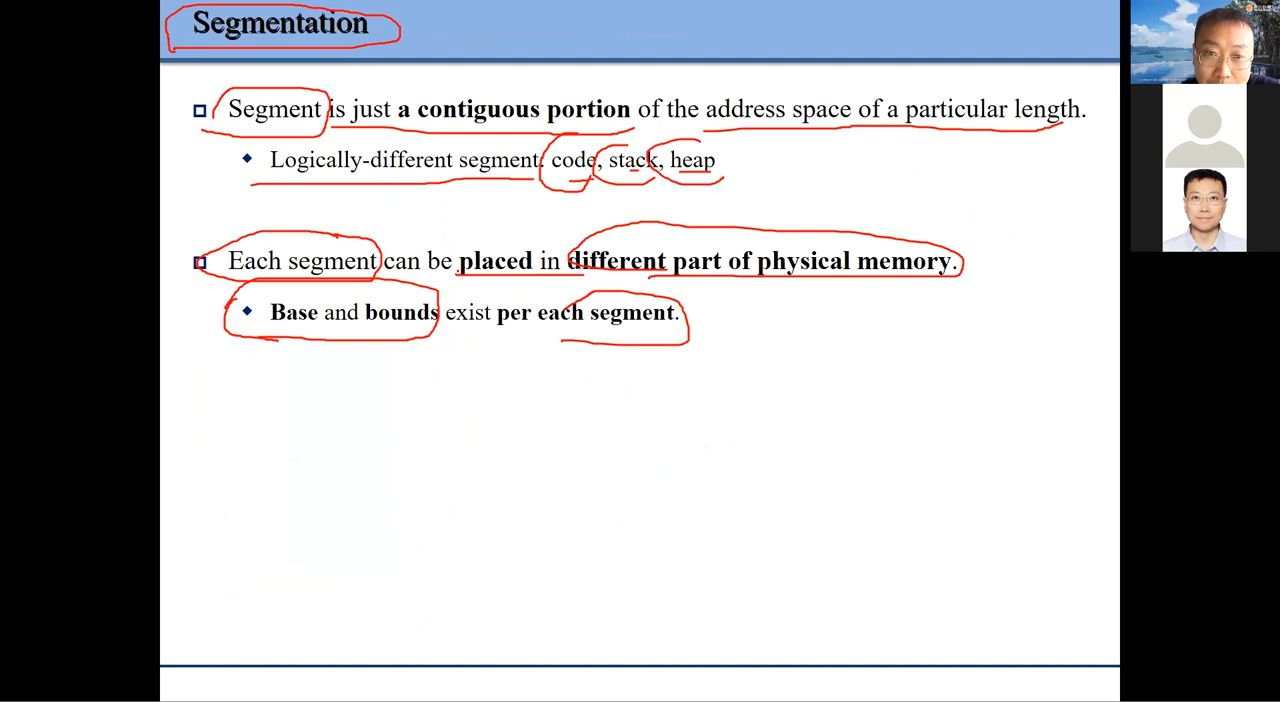 Segmentation
Segment is just a contiguous portion of the address space of a particular length.
Logically-different segment: code, stack, heap
Each segment can be placed in different part of physical memory.
Base and bounds exist per each segment.